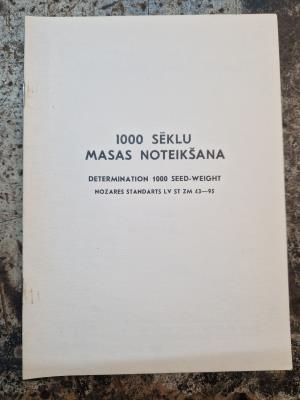 1000 SĒKLU
MASAS NOTEIKŠANA
DETERMINATION 1000 SEED-WEIGHT
NOZARES STANDARTS LV ST ZM 43—95